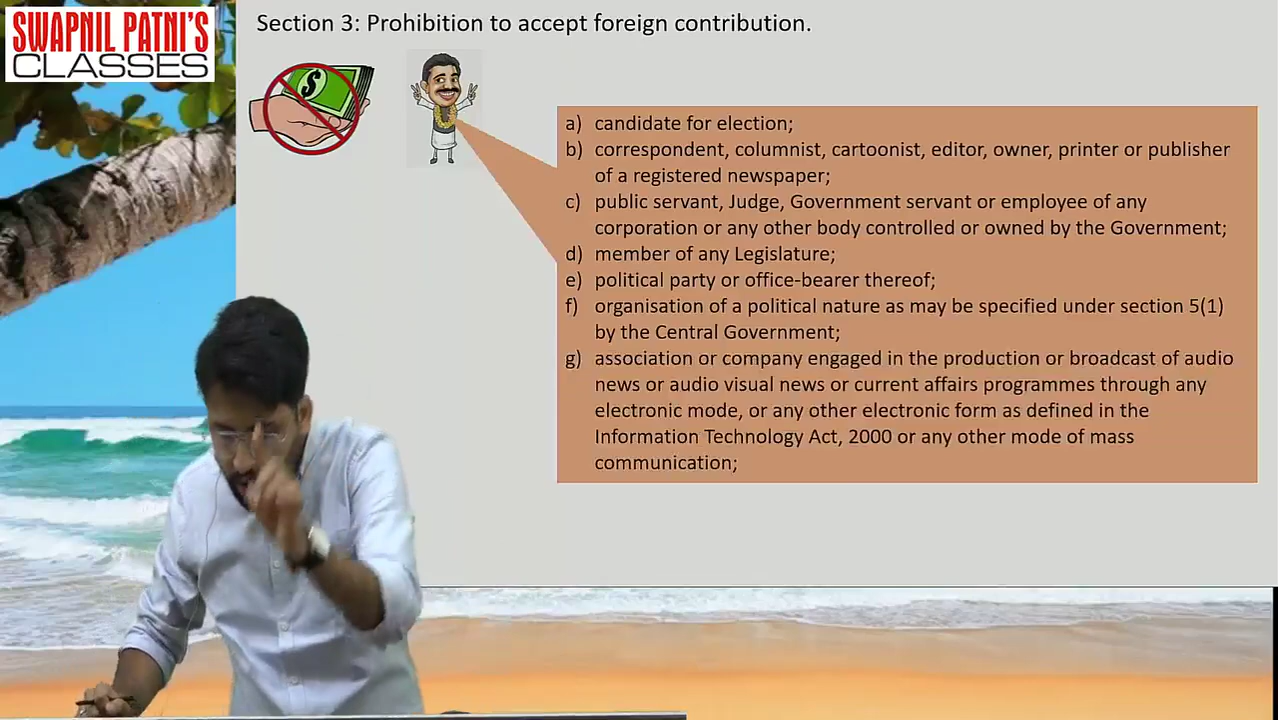 SWAPNIL PATNI'S
CLASSES
Section 3: Prohibition to accept foreign contribution.
$
a) candidate for election;
b) correspondent, columnist, cartoonist, editor, owner, printer or publisher
of a registered newspaper;
c) public servant, Judge, Government servant or employee of any
corporation or any other body controlled or owned by the Government;
d) member of any Legislature;
e) political party or office-bearer thereof;
f) organisation of a political nature as may be specified under section 5(1)
by the Central Government;
g) association or company engaged in the production or broadcast of audio
news or audio visual news or current affairs programmes through any
electronic mode, or any other electronic form as defined in the
Information Technology Act, 2000 or any other mode of mass
communication;